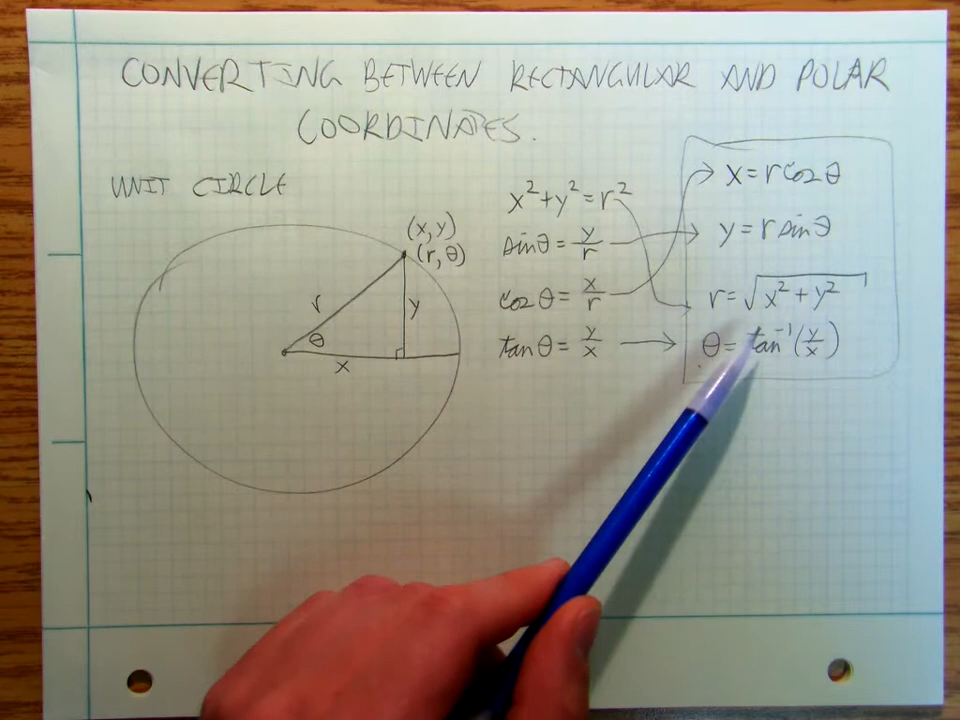 CONVERTING BETWEEN RECTANGULAR AND POLAR
COORDINATES.
UNIT CIRCLE
(x, y)
(r, θ)
r
θ
y
x
x² + y² = r²
sin θ = y/r
cos θ = x/r
tan θ = y/x
x = r cos θ
y = r sin θ
r = √x² + y²
θ = tan⁻¹(y/x)